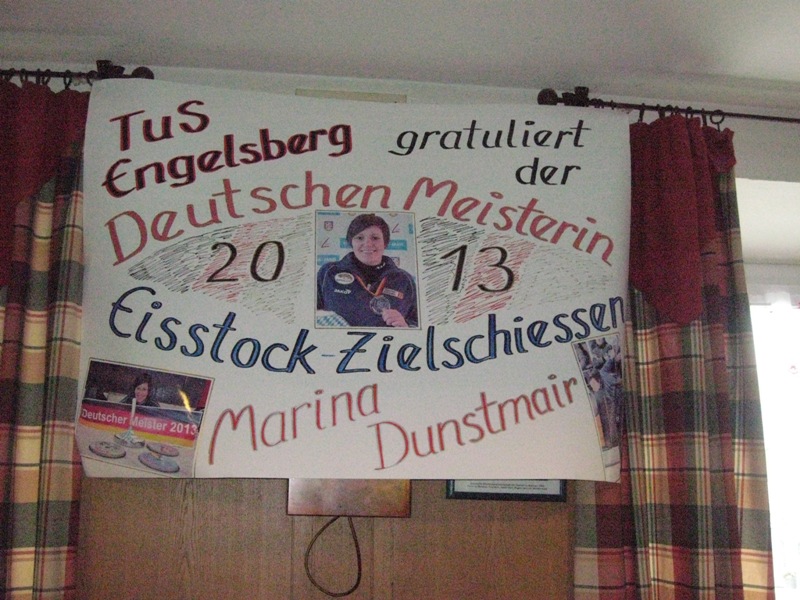 TuS
Engelsberg gratuliert
der
Deutschen Meisterin
20 13
Eisstock-Zielschiessen
Marina
Dunstmair
Deutscher Meister 2013